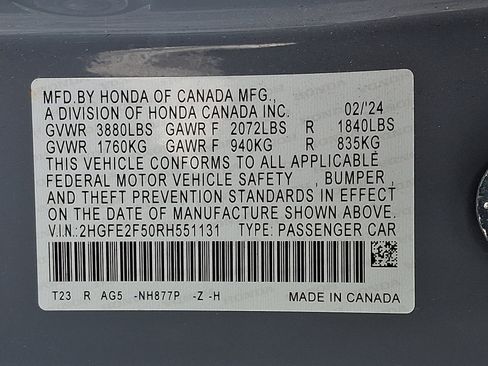 MFD.BY HONDA OF CANADA MFG.,
A DIVISION OF HONDA CANADA INC. 02/'24
GVWR 3880LBS GAWR F 2072LBS R 1840LBS
GVWR 1760KG GAWR F 940KG R 835KG
THIS VEHICLE CONFORMS TO ALL APPLICABLE
FEDERAL MOTOR VEHICLE SAFETY , BUMPER ,
AND THEFT PREVENTION STANDARDS IN EFFECT
ON THE DATE OF MANUFACTURE SHOWN ABOVE.
V.I.N.:2HGFE2F50RH551131 TYPE: PASSENGER CAR
T23 R AG5 -NH877P -Z -H MADE IN CANADA